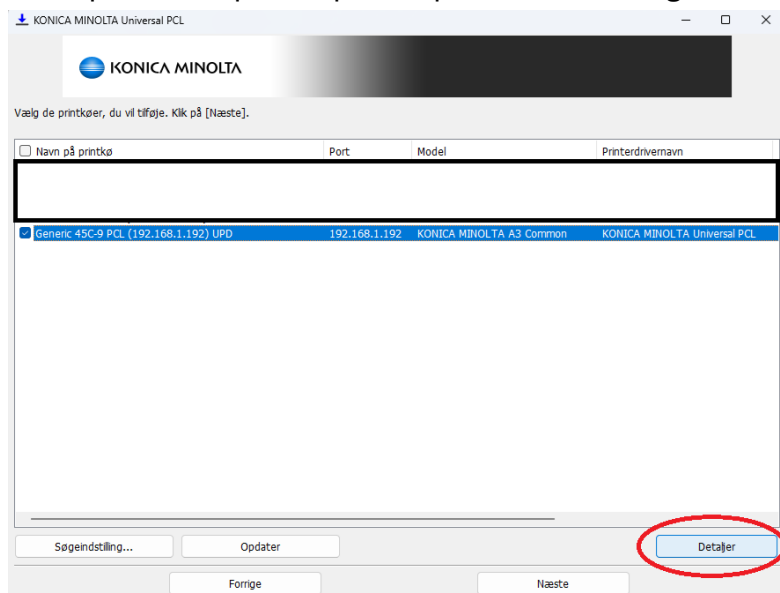 KONICA MINOLTA Universal PCL
KONICA MINOLTA
Vælg de printkøer, du vil tilføje. Klik på [Næste].
Navn på printkø Port Model Printerdrivernavn
Generic 45C-9 PCL (192.168.1.192) UPD 192.168.1.192 KONICA MINOLTA A3 Common KONICA MINOLTA Universal PCL
Søgeindstilling... Opdater Detaljer
Forrige Næste